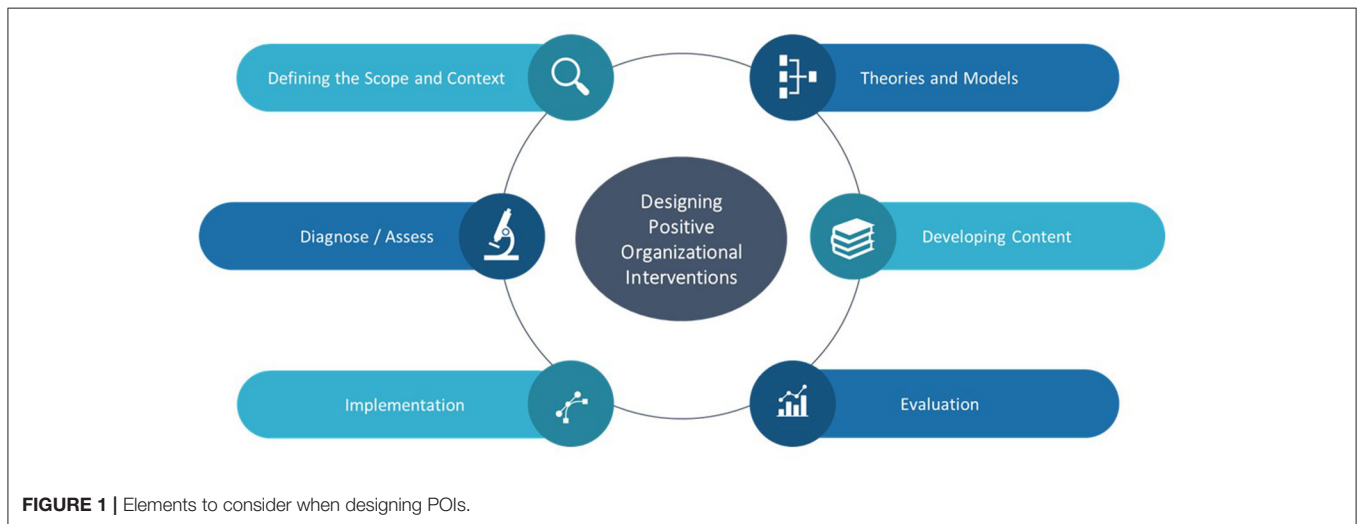 Defining the Scope and Context
Theories and Models
Diagnose / Assess
Designing
Positive
Organizational
Interventions
Developing Content
Implementation
Evaluation
FIGURE 1 | Elements to consider when designing POIs.